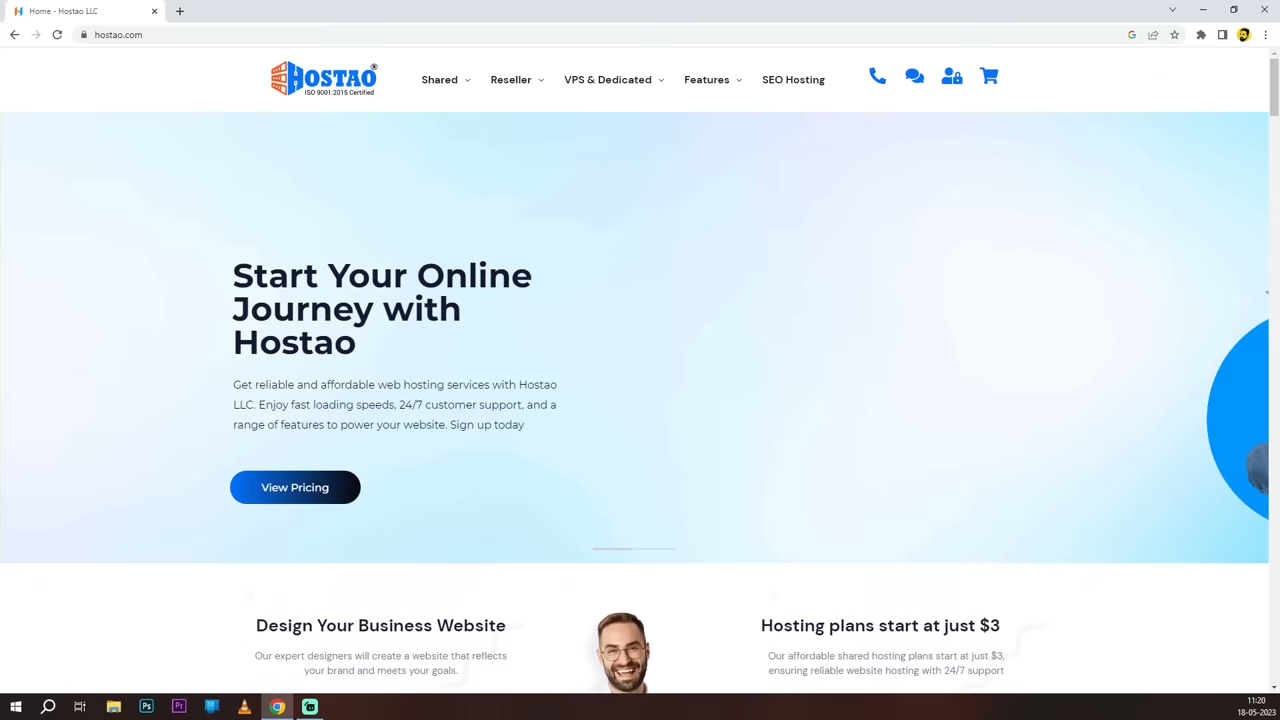 Home - Hostao LLC
hostao.com
HOSTAO®
ISO 9001:2015 Certified
Shared
Reseller
VPS & Dedicated
Features
SEO Hosting
Start Your Online
Journey with
Hostao
Get reliable and affordable web hosting services with Hostao
LLC. Enjoy fast loading speeds, 24/7 customer support, and a
range of features to power your website. Sign up today
View Pricing
Design Your Business Website
Our expert designers will create a website that reflects
your brand and meets your goals.
Hosting plans start at just $3
Our affordable shared hosting plans start at just $3,
ensuring reliable website hosting with 24/7 support
Ps
Pr
11:20
18-05-2023